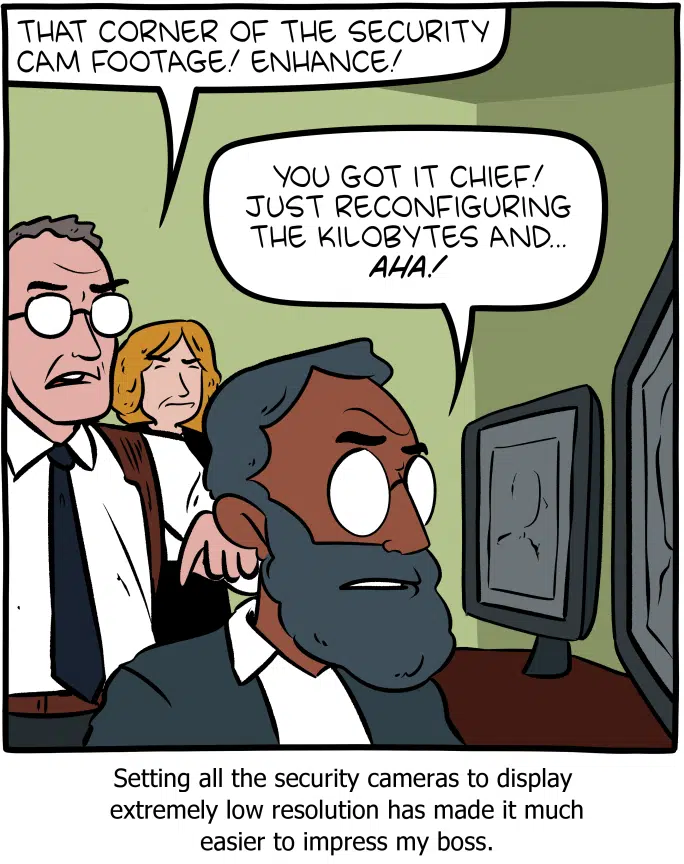 THAT CORNER OF THE SECURITY
CAM FOOTAGE! ENHANCE!
YOU GOT IT CHIEF!
JUST RECONFIGURING
THE KILOBYTES AND...
AHA!
Setting all the security cameras to display
extremely low resolution has made it much
easier to impress my boss.